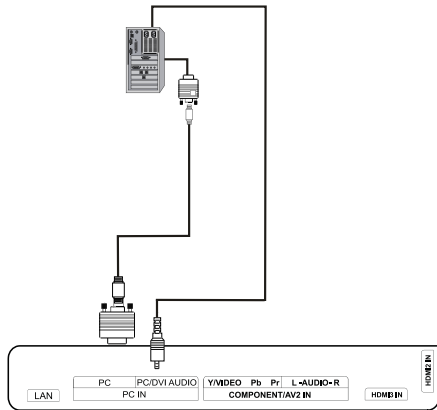 PC PC/DVI AUDIO Y/VIDEO Pb Pr L -AUDIO- R
LAN PC IN COMPONENT/AV2 IN HDMI3 IN
HDMI2 IN